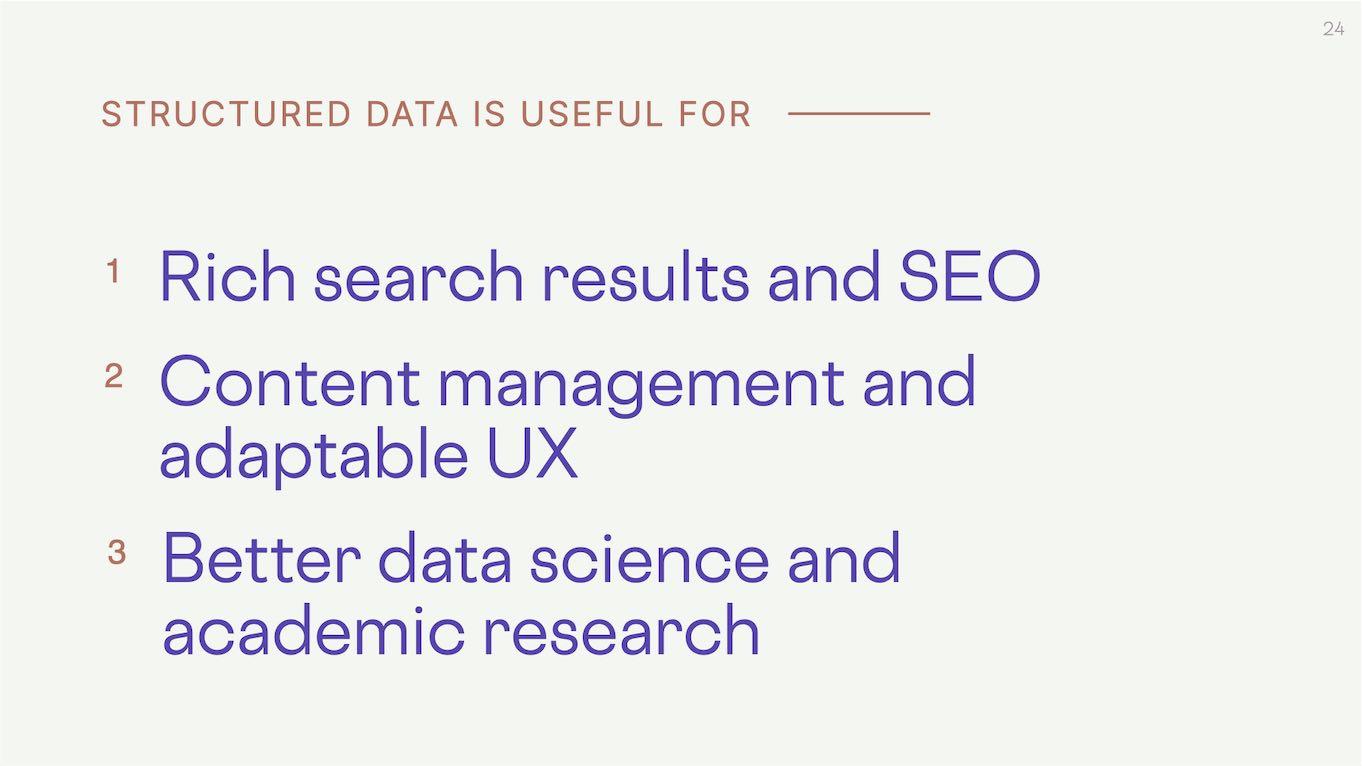 24
STRUCTURED DATA IS USEFUL FOR
1 Rich search results and SEO
2 Content management and
adaptable UX
3 Better data science and
academic research